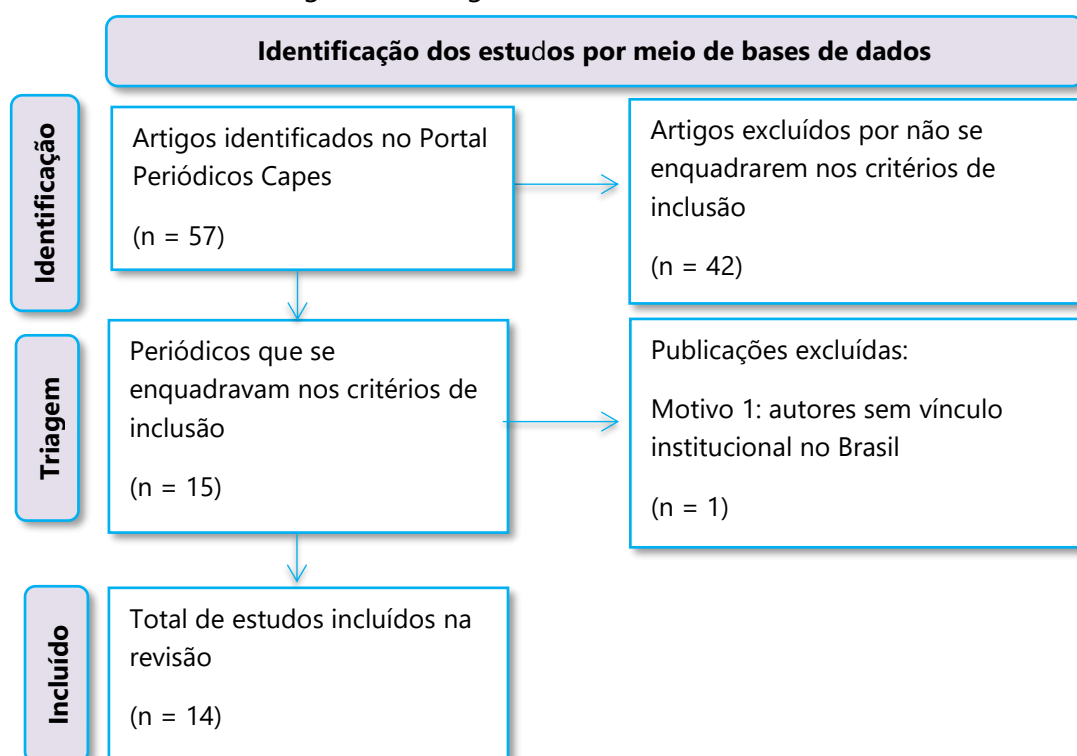 Identificação dos estudos por meio de bases de dados
Identificação
Artigos identificados no Portal
Periódicos Capes
(n = 57)
Artigos excluídos por não se
enquadrarem nos critérios de
inclusão
(n = 42)
Triagem
Periódicos que se
enquadravam nos critérios de
inclusão
(n = 15)
Publicações excluídas:
Motivo 1: autores sem vínculo
institucional no Brasil
(n = 1)
Incluído
Total de estudos incluídos na
revisão
(n = 14)